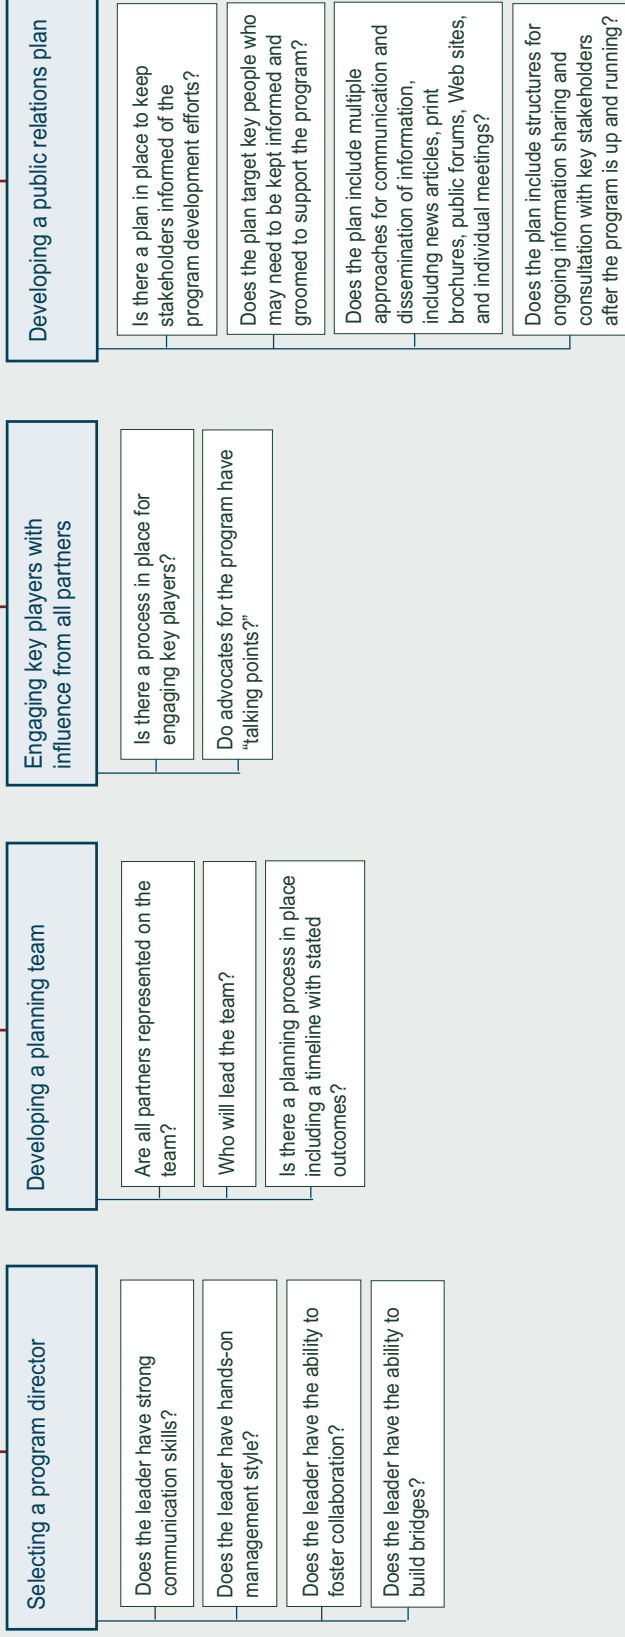 Selecting a program director
Does the leader have strong
communication skills?
Does the leader have hands-on
management style?
Does the leader have the ability to
foster collaboration?
Does the leader have the ability to
build bridges?
Developing a planning team
Are all partners represented on the
team?
Who will lead the team?
Is there a planning process in place
including a timeline with stated
outcomes?
Engaging key players with
influence from all partners
Is there a process in place for
engaging key players?
Do advocates for the program have
“talking points?”
Developing a public relations plan
Is there a plan in place to keep
stakeholders informed of the
program development efforts?
Does the plan target key people who
may need to be kept informed and
groomed to support the program?
Does the plan include multiple
approaches for communication and
dissemination of information,
includng news articles, print
brochures, public forums, Web sites,
and individual meetings?
Does the plan include structures for
ongoing information sharing and
consultation with key stakeholders
after the program is up and running?